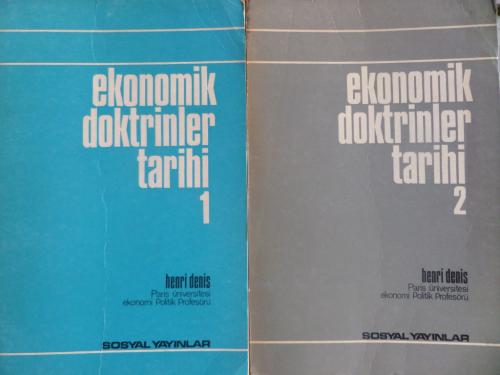 ekonomik
doktrinler
tarihi
1
henri denis
Paris üniversitesi
ekonomi Politik Profesörü
SOSYAL YAYINLAR
ekonomik
doktrinler
tarihi
2
henri denis
Paris üniversitesi
ekonomi Politik Profesörü
SOSYAL YAYINLAR